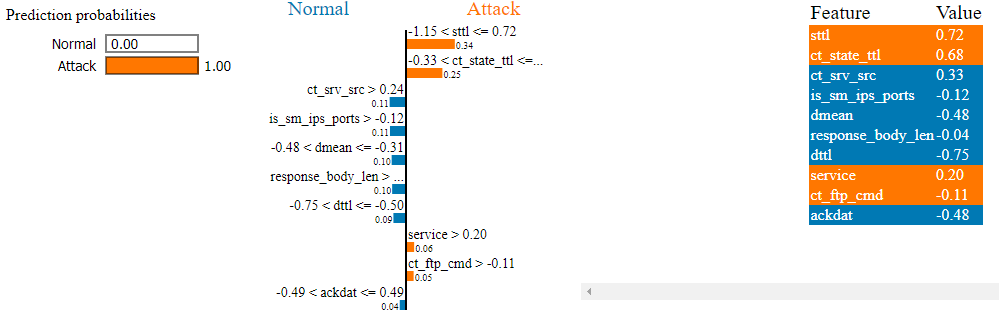 Prediction probabilities
Normal 0.00
Attack 1.00
Normal Attack
-1.15 < sttl <= 0.72
0.34
-0.33 < ct_state_ttl <=...
0.25
ct_srv_src > 0.24
0.11
is_sm_ips_ports > -0.12
0.11
-0.48 < dmean <= -0.31
0.10
response_body_len > ...
0.10
-0.75 < dttl <= -0.50
0.09
service > 0.20
0.06
ct_ftp_cmd > -0.11
0.05
-0.49 < ackdat <= 0.49
0.04
Feature Value
sttl 0.72
ct_state_ttl 0.68
ct_srv_src 0.33
is_sm_ips_ports -0.12
dmean -0.48
response_body_len -0.04
dttl -0.75
service 0.20
ct_ftp_cmd -0.11
ackdat -0.48